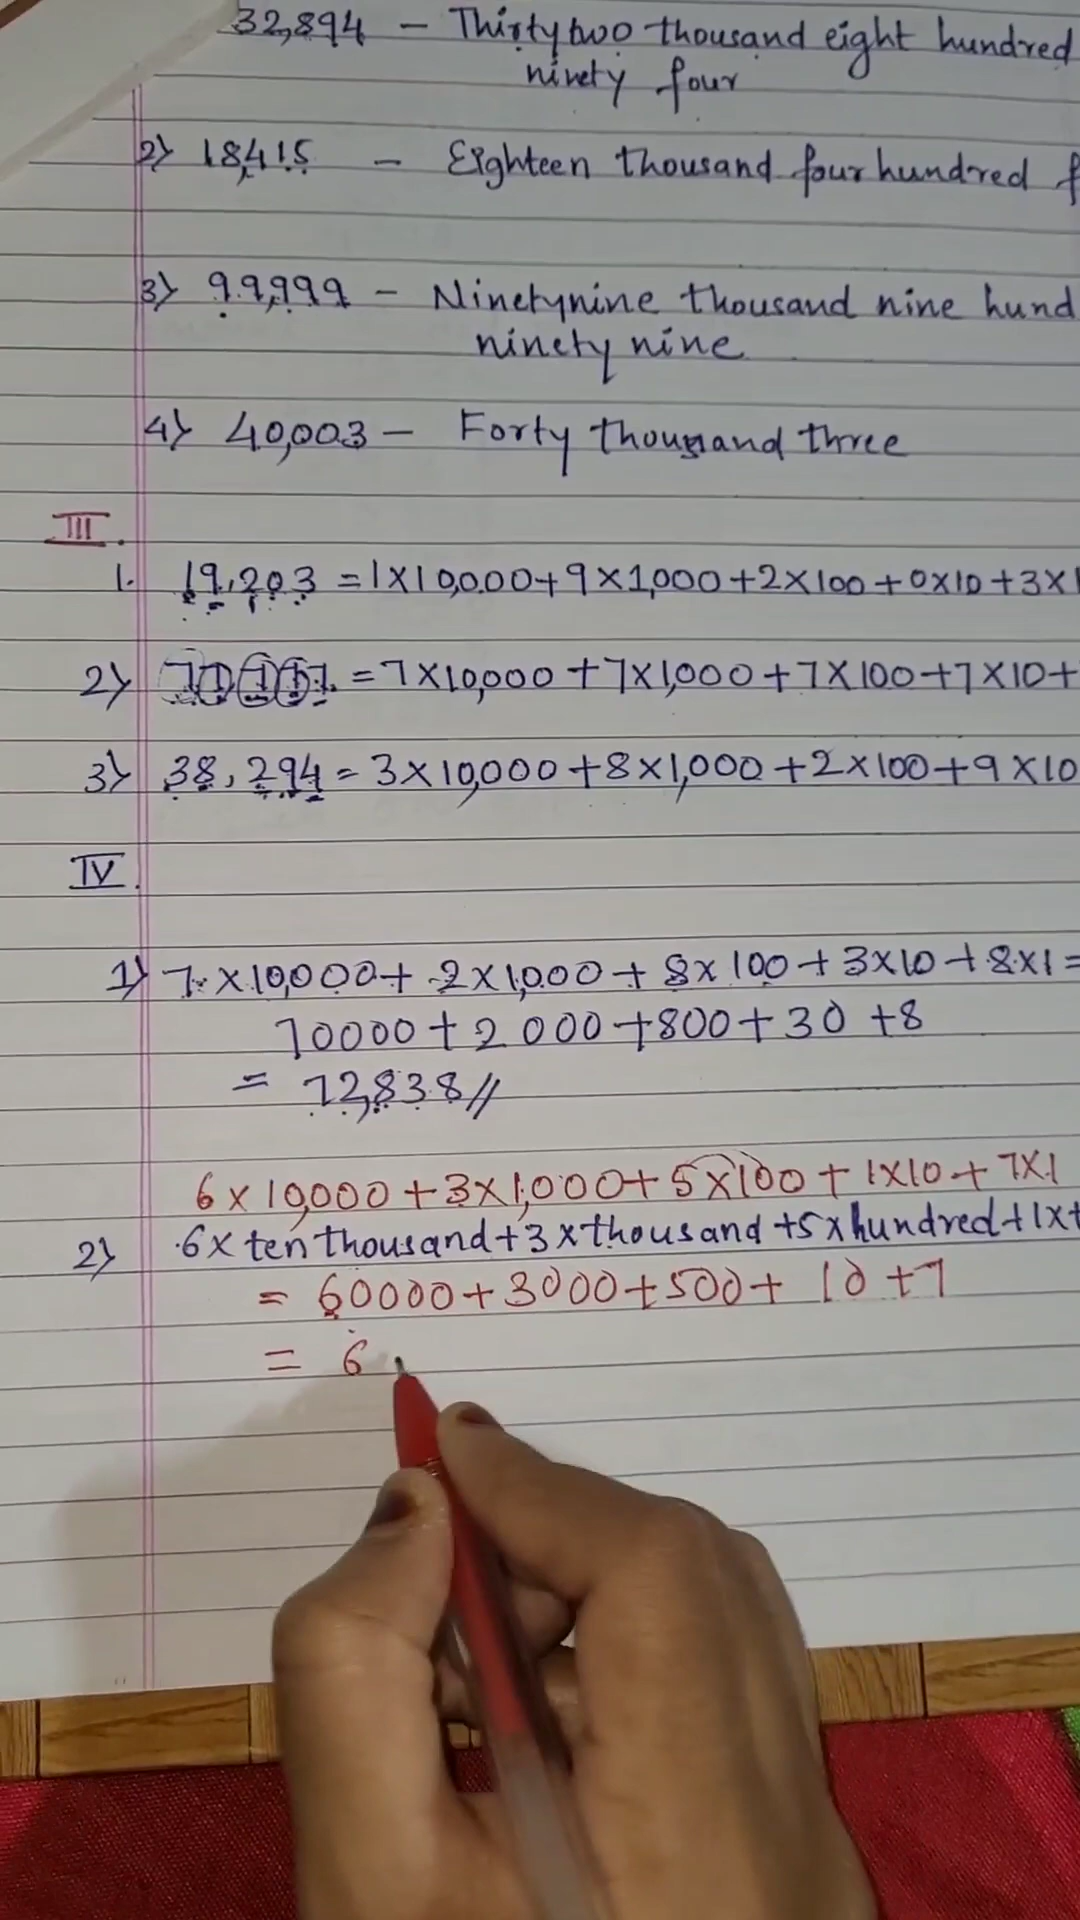 32,894 – Thirtytwo thousand eight hundred
ninety four
2) 18,415 – Eighteen thousand four hundred
3) 99,999 – Ninetynine thousand nine hund
ninety nine
4) 40,003 – Forty thousand three
III.
1. 19,203 = 1×10,000+9×1,000+2×100+0×10+3×1
2) 77,777 = 7×10,000+7×1,000+7×100+7×10+
3) 38,294 = 3×10,000+8×1,000+2×100+9×10
IV.
1) 7×10,000+2×1,000+8×100+3×10+8×1=
70000+2000+800+30+8
= 72,838//
6×10,000+3×1,000+5×100+1×10+7×1
2) 6× ten thousand+3×thousand+5×hundred+1×t
= 60000+3000+500+10+7
= 6